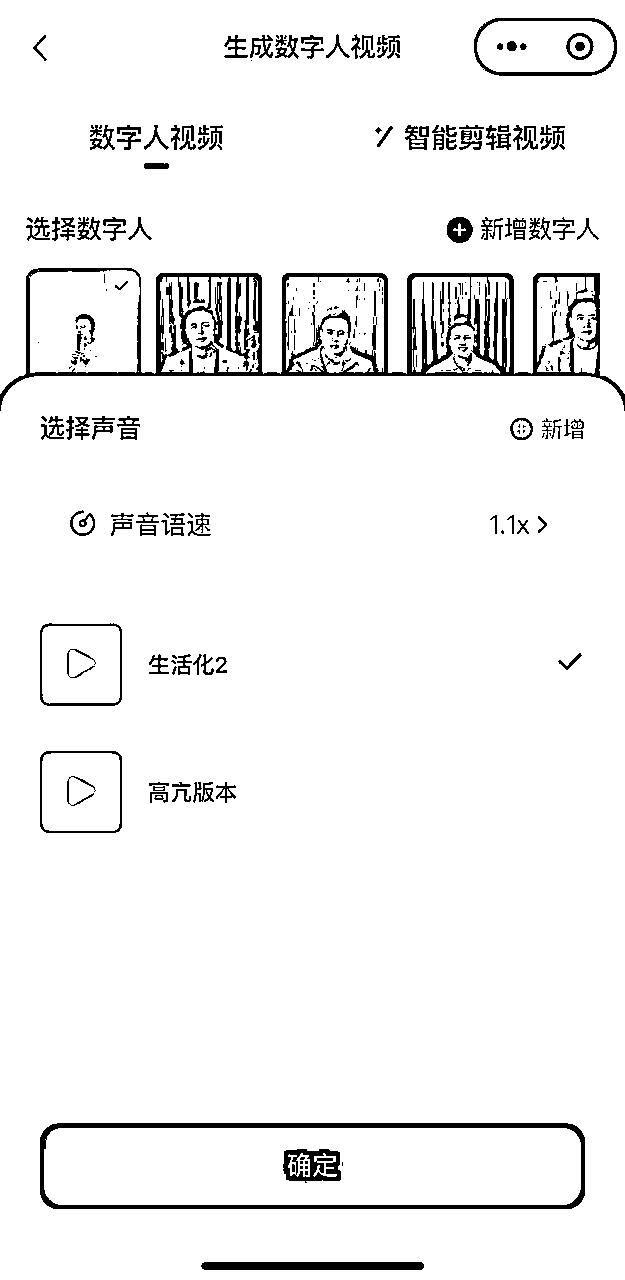 生成数字人视频
数字人视频
智能剪辑视频
选择数字人
新增数字人
选择声音
新增
声音语速
1.1x
生活化2
高亢版本
确定